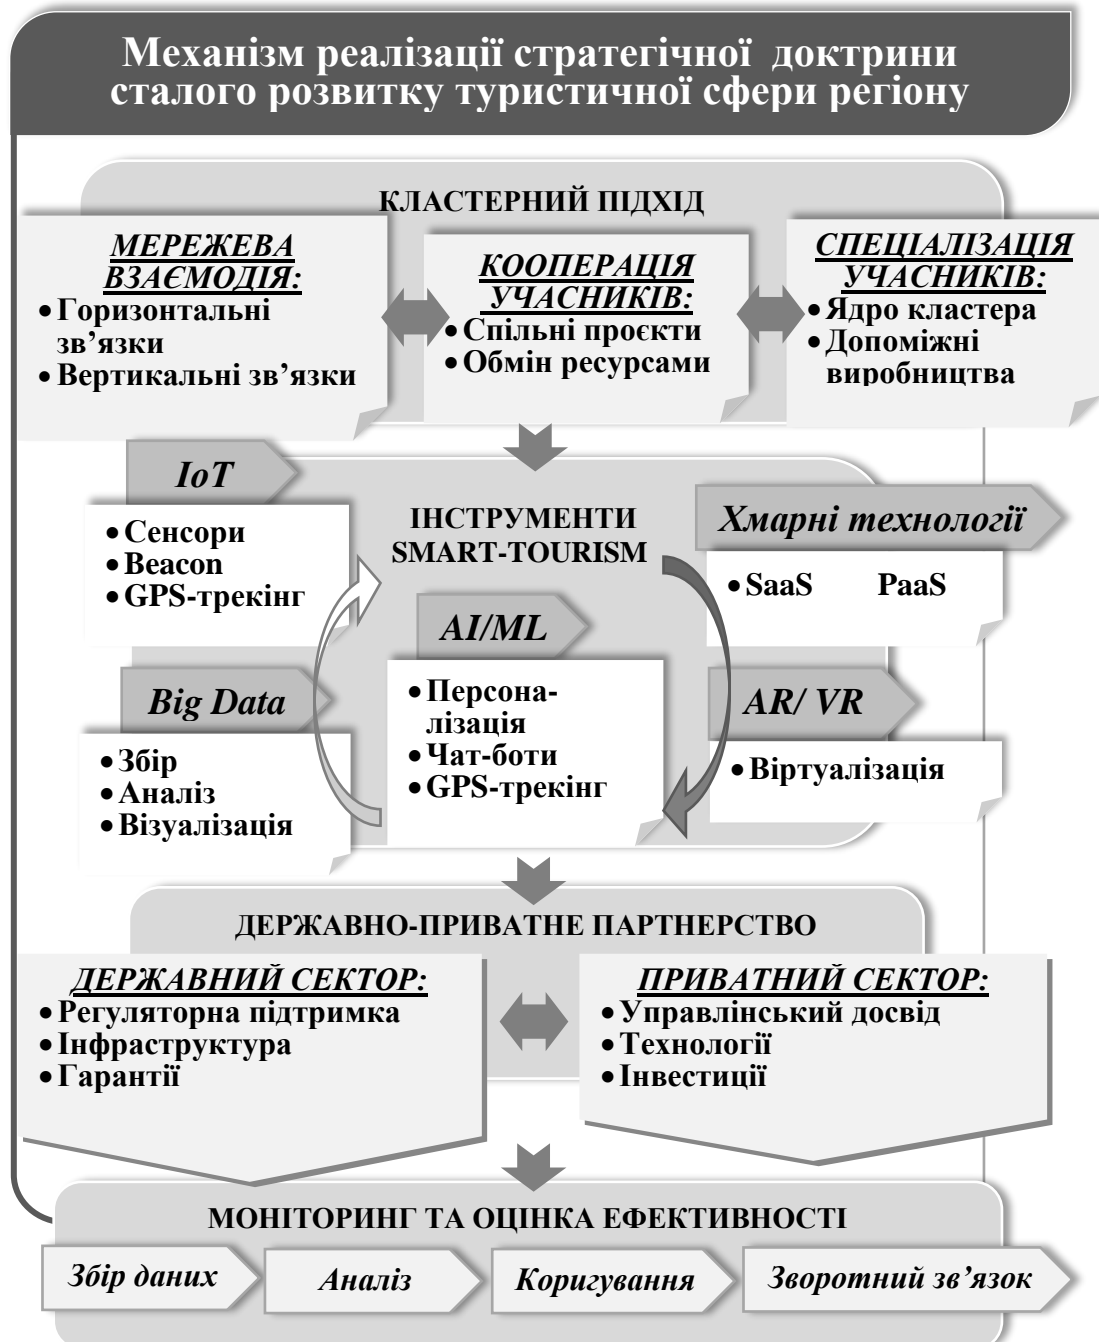 Механізм реалізації стратегічної доктрини
сталого розвитку туристичної сфери регіону
КЛАСТЕРНИЙ ПІДХІД
МЕРЕЖЕВА
ВЗАЄМОДІЯ:
• Горизонтальні
зв'язки
• Вертикальні зв'язки
КООПЕРАЦІЯ
УЧАСНИКІВ:
• Спільні проєкти
• Обмін ресурсами
СПЕЦІАЛІЗАЦІЯ
УЧАСНИКІВ:
• Ядро кластера
• Допоміжні
виробництва
ІНСТРУМЕНТИ
SMART-TOURISM
IoT
• Сенсори
• Beacon
• GPS-трекінг
Хмарні технології
• SaaS PaaS
AI/ML
• Персона-
лізація
• Чат-боти
• GPS-трекінг
Big Data
• Збір
• Аналіз
• Візуалізація
AR/ VR
• Віртуалізація
ДЕРЖАВНО-ПРИВАТНЕ ПАРТНЕРСТВО
ДЕРЖАВНИЙ СЕКТОР:
• Регуляторна підтримка
• Інфраструктура
• Гарантії
ПРИВАТНИЙ СЕКТОР:
• Управлінський досвід
• Технології
• Інвестиції
МОНІТОРИНГ ТА ОЦІНКА ЕФЕКТИВНОСТІ
Збір даних
Аналіз
Коригування
Зворотний зв’язок